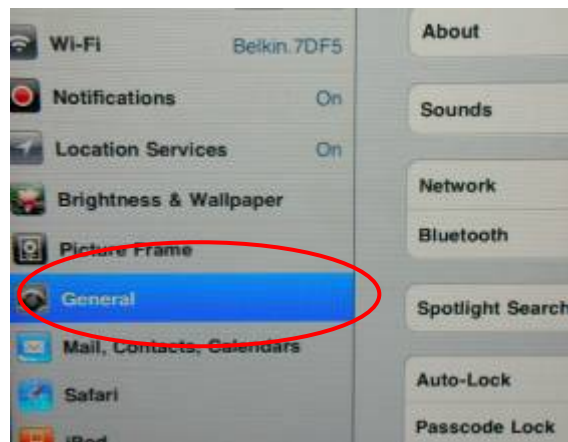 Wi-Fi Belkin.7DF5
Notifications On
Location Services On
Brightness & Wallpaper
Picture Frame
General
Mail, Contacts, Calendars
Safari
iPod
About
Sounds
Network
Bluetooth
Spotlight Search
Auto-Lock
Passcode Lock